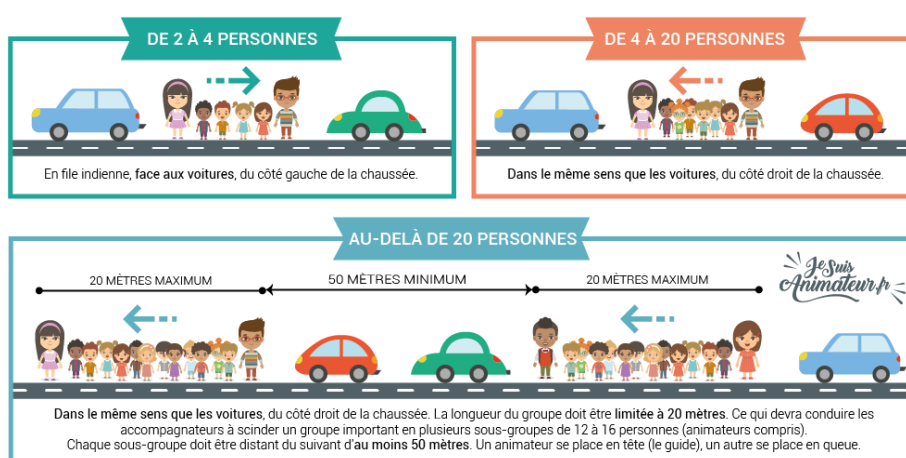 DE 2 À 4 PERSONNES
En file indienne, face aux voitures, du côté gauche de la chaussée.
DE 4 À 20 PERSONNES
Dans le même sens que les voitures, du côté droit de la chaussée.
AU-DELÀ DE 20 PERSONNES
20 MÈTRES MAXIMUM
50 MÈTRES MINIMUM
20 MÈTRES MAXIMUM
Je Suis
Animateur.fr
Dans le même sens que les voitures, du côté droit de la chaussée. La longueur du groupe doit être limitée à 20 mètres. Ce qui devra conduire les
accompagnateurs à scinder un groupe important en plusieurs sous-groupes de 12 à 16 personnes (animateurs compris).
Chaque sous-groupe doit être distant du suivant d'au moins 50 mètres. Un animateur se place en tête (le guide), un autre se place en queue.